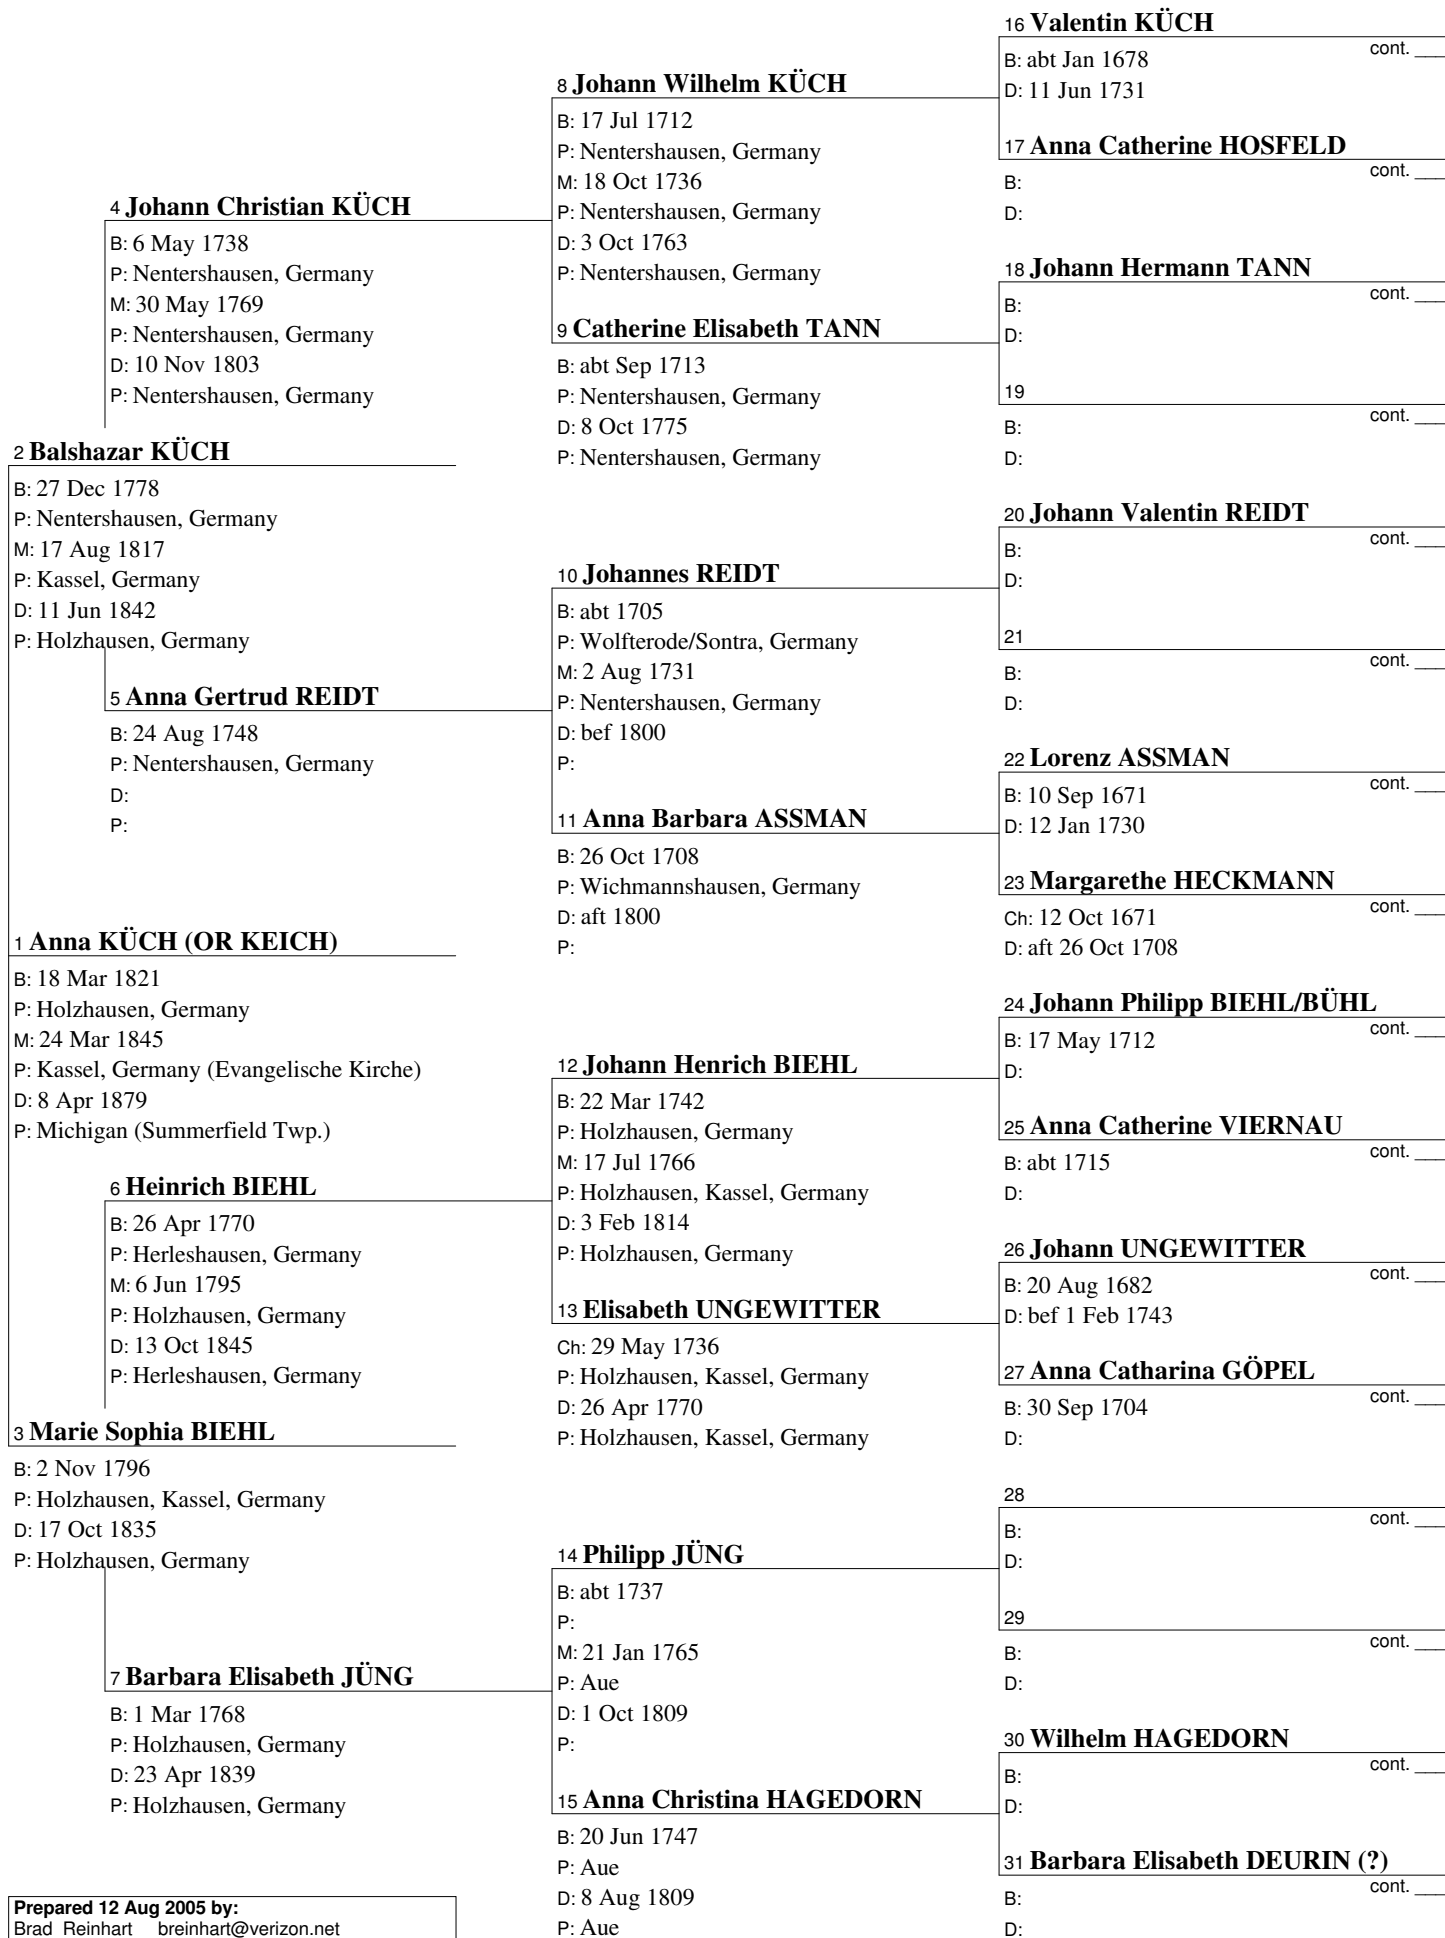 16 Valentin KÜCH
cont. ___
B: abt Jan 1678
D: 11 Jun 1731
8 Johann Wilhelm KÜCH
B: 17 Jul 1712
P: Nentershausen, Germany
M: 18 Oct 1736
P: Nentershausen, Germany
D: 3 Oct 1763
P: Nentershausen, Germany
17 Anna Catherine HOSFELD
cont. ___
B:
D:
4 Johann Christian KÜCH
B: 6 May 1738
P: Nentershausen, Germany
M: 30 May 1769
P: Nentershausen, Germany
D: 10 Nov 1803
P: Nentershausen, Germany
18 Johann Hermann TANN
cont. ___
B:
D:
9 Catherine Elisabeth TANN
B: abt Sep 1713
P: Nentershausen, Germany
D: 8 Oct 1775
P: Nentershausen, Germany
19
cont. ___
B:
D:
2 Balshazar KÜCH
B: 27 Dec 1778
P: Nentershausen, Germany
M: 17 Aug 1817
P: Kassel, Germany
D: 11 Jun 1842
P: Holzhausen, Germany
20 Johann Valentin REIDT
cont. ___
B:
D:
10 Johannes REIDT
B: abt 1705
P: Wolfterode/Sontra, Germany
M: 2 Aug 1731
P: Nentershausen, Germany
D: bef 1800
P:
21
cont. ___
B:
D:
5 Anna Gertrud REIDT
B: 24 Aug 1748
P: Nentershausen, Germany
D:
P:
22 Lorenz ASSMAN
cont. ___
B: 10 Sep 1671
D: 12 Jan 1730
11 Anna Barbara ASSMAN
B: 26 Oct 1708
P: Wichmannshausen, Germany
D: aft 1800
P:
23 Margarethe HECKMANN
cont. ___
Ch: 12 Oct 1671
D: aft 26 Oct 1708
1 Anna KÜCH (OR KEICH)
B: 18 Mar 1821
P: Holzhausen, Germany
M: 24 Mar 1845
P: Kassel, Germany (Evangelische Kirche)
D: 8 Apr 1879
P: Michigan (Summerfield Twp.)
24 Johann Philipp BIEHL/BÜHL
cont. ___
B: 17 May 1712
D:
12 Johann Henrich BIEHL
B: 22 Mar 1742
P: Holzhausen, Germany
M: 17 Jul 1766
P: Holzhausen, Kassel, Germany
D: 3 Feb 1814
P: Holzhausen, Germany
25 Anna Catherine VIERNAU
cont. ___
B: abt 1715
D:
6 Heinrich BIEHL
B: 26 Apr 1770
P: Herleshausen, Germany
M: 6 Jun 1795
P: Holzhausen, Germany
D: 13 Oct 1845
P: Herleshausen, Germany
26 Johann UNGEWITTER
cont. ___
B: 20 Aug 1682
D: bef 1 Feb 1743
13 Elisabeth UNGEWITTER
Ch: 29 May 1736
P: Holzhausen, Kassel, Germany
D: 26 Apr 1770
P: Holzhausen, Kassel, Germany
27 Anna Catharina GÖPEL
cont. ___
B: 30 Sep 1704
D:
3 Marie Sophia BIEHL
B: 2 Nov 1796
P: Holzhausen, Kassel, Germany
D: 17 Oct 1835
P: Holzhausen, Germany
28
cont. ___
B:
D:
14 Philipp JÜNG
B: abt 1737
P:
M: 21 Jan 1765
P: Aue
D: 1 Oct 1809
P:
29
cont. ___
B:
D:
7 Barbara Elisabeth JÜNG
B: 1 Mar 1768
P: Holzhausen, Germany
D: 23 Apr 1839
P: Holzhausen, Germany
30 Wilhelm HAGEDORN
cont. ___
B:
D:
15 Anna Christina HAGEDORN
B: 20 Jun 1747
P: Aue
D: 8 Aug 1809
P: Aue
31 Barbara Elisabeth DEURIN (?)
cont. ___
B:
D:
Prepared 12 Aug 2005 by:
Brad Reinhart breinhart@verizon.net